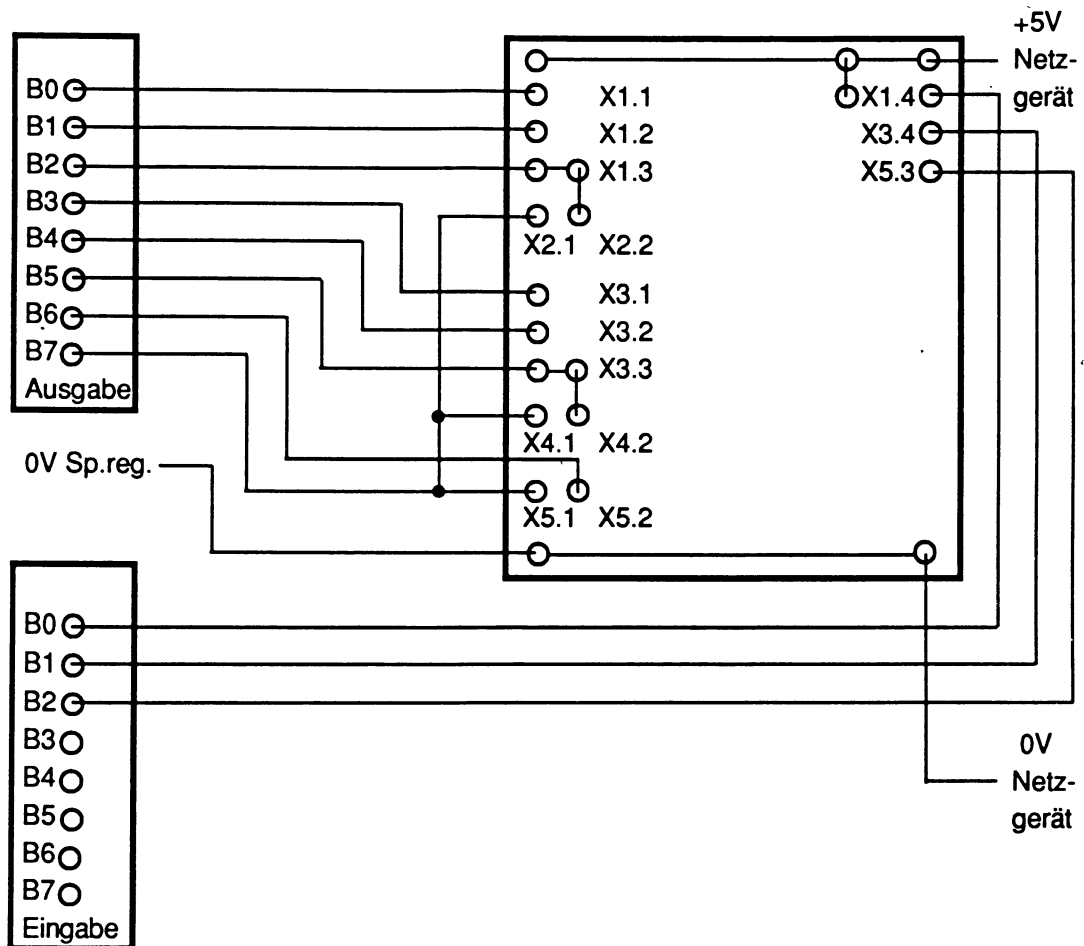 B0
B1
B2
B3
B4
B5
B6
B7
Ausgabe
0V Sp.reg.
B0
B1
B2
B3
B4
B5
B6
B7
Eingabe
X1.1
X1.2
X1.3
X2.1 X2.2
X3.1
X3.2
X3.3
X4.1 X4.2
X5.1 X5.2
X1.4
X3.4
X5.3
+5V
Netz-
gerät
0V
Netz-
gerät